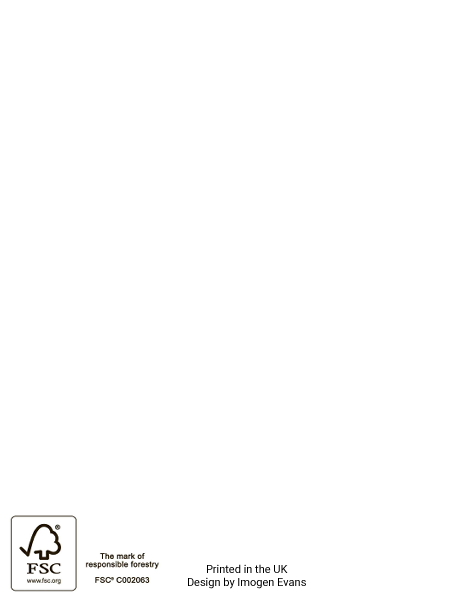 ®
FSC
www.fsc.org
The mark of
responsible forestry
FSC® C002063
Printed in the UK
Design by Imogen Evans